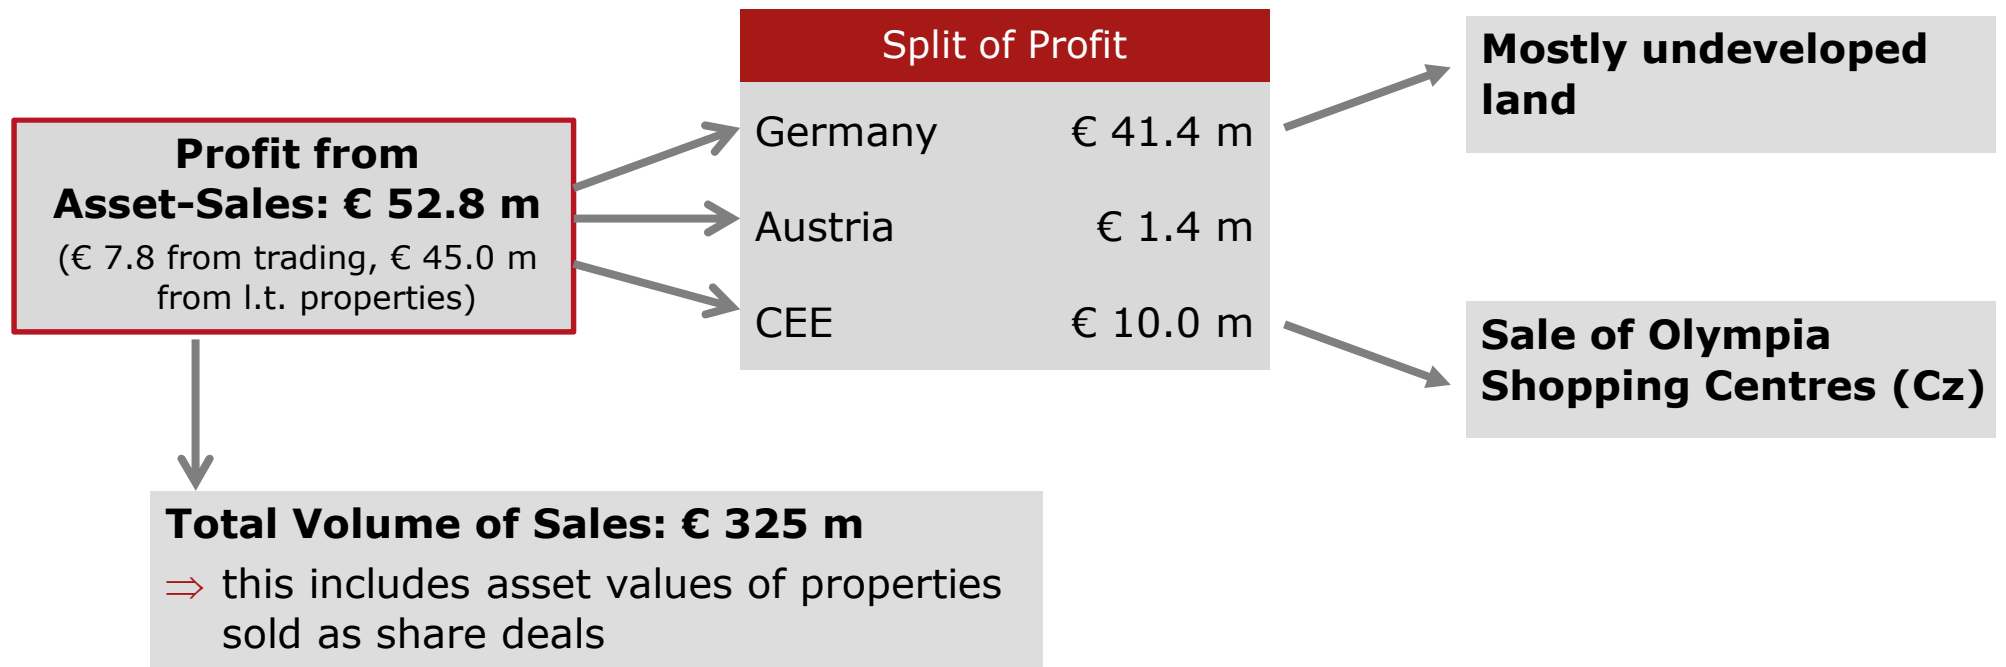 Profit from
Asset–Sales: € 52.8 m
(€ 7.8 from trading, € 45.0 m
from l.t. properties)
Split of Profit
Germany € 41.4 m
Austria € 1.4 m
CEE € 10.0 m
Mostly undeveloped
land
Sale of Olympia
Shopping Centres (Cz)
Total Volume of Sales: € 325 m
⇒ this includes asset values of properties
sold as share deals